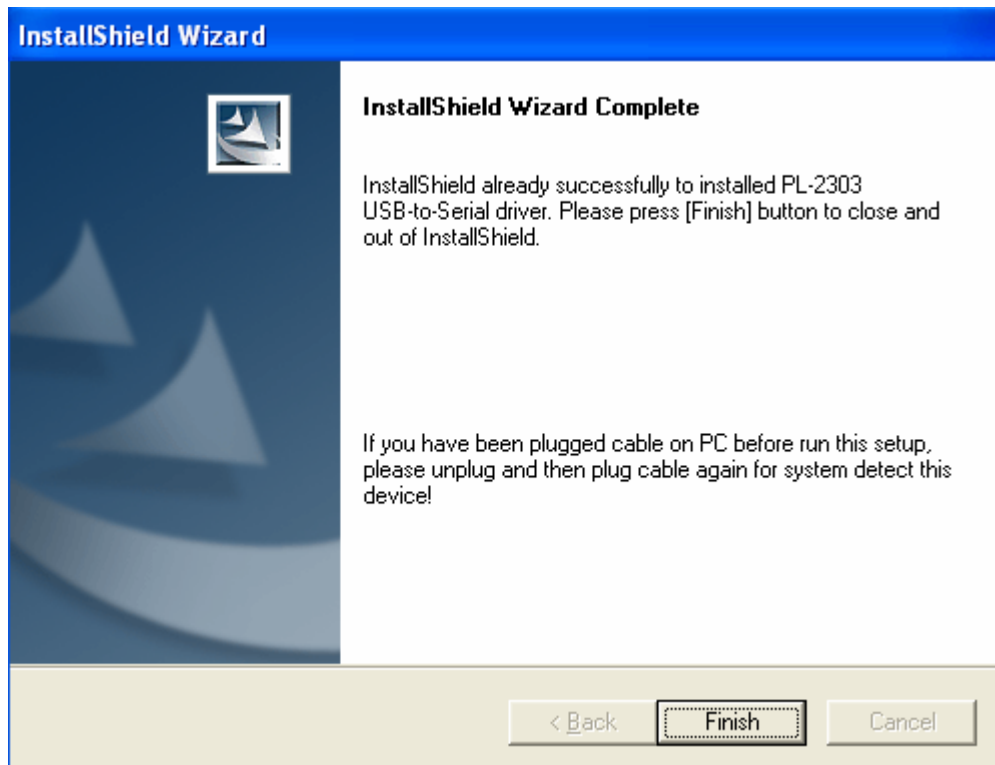 InstallShield Wizard
InstallShield Wizard Complete
InstallShield already successfully to installed PL-2303
USB-to-Serial driver. Please press [Finish] button to close and
out of InstallShield.
If you have been plugged cable on PC before run this setup,
please unplug and then plug cable again for system detect this
device!
< Back Finish Cancel